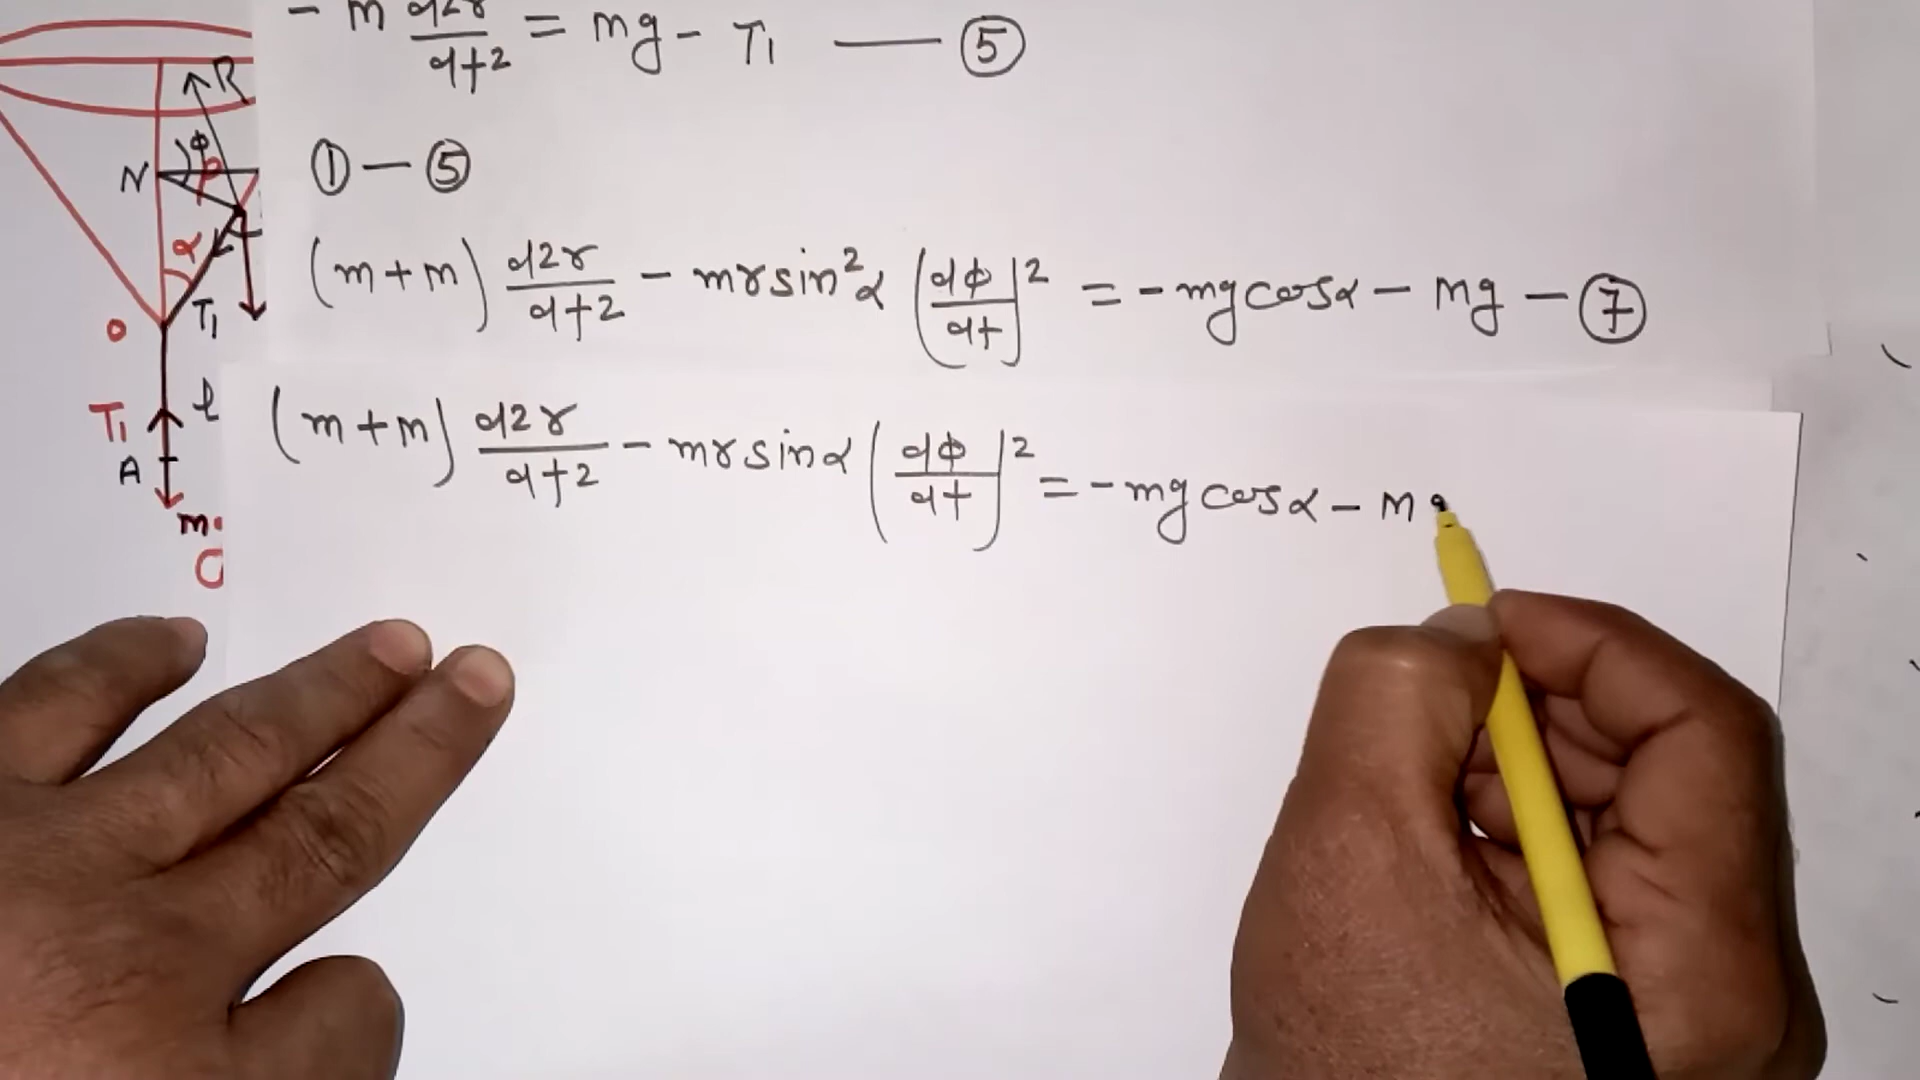 - m d2r/dt2 = mg - T1 —— ⑤
① — ⑤
(m+m) d2r/dt2 - mr sin²α (dϕ/dt)² = - mg cosα - mg - ⑦
(m+m) d2r/dt2 - mr sinα (dϕ/dt)² = - mg cosα - m
R
ϕ
N
P
α
T1
O
l
T1
A
m